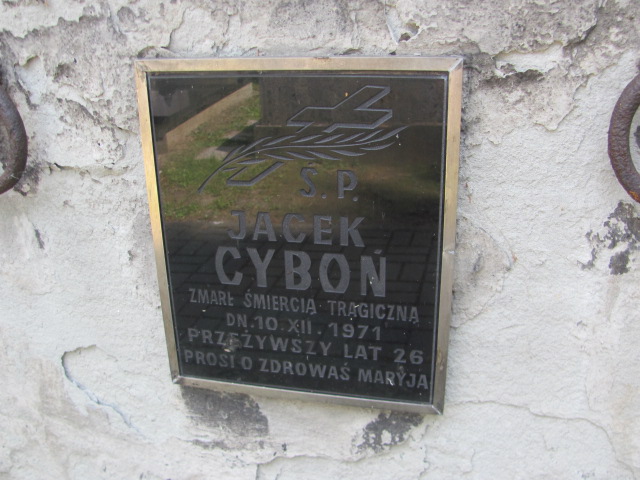 Ś. P.
JACEK
CYBOŃ
ZMARŁ ŚMIERCIĄ TRAGICZNĄ
DN. 10. XII. 1971
PRZEŻYWSZY LAT 26
PROSI O ZDROWAŚ MARYJA